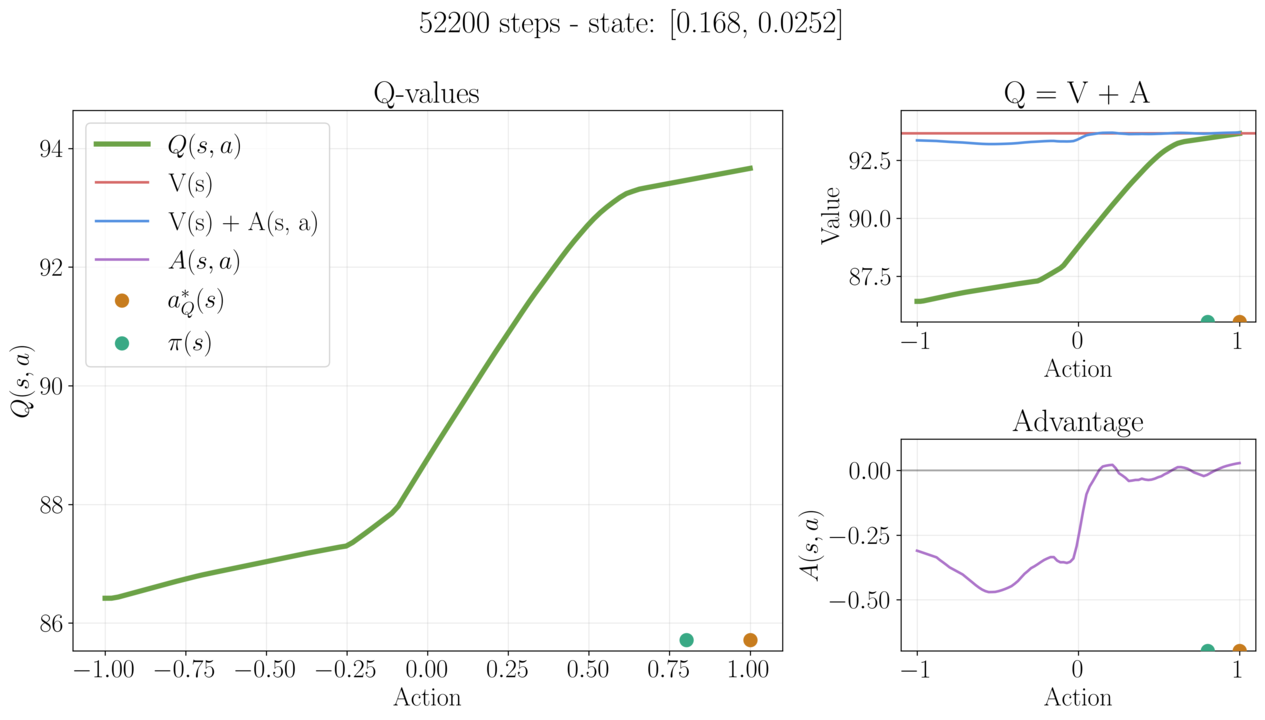 52200 steps - state: [0.168, 0.0252]
Q-values
Q(s, a)
94
92
90
88
86
Q(s, a)
V(s)
V(s) + A(s, a)
A(s, a)
a*_Q(s)
π(s)
−1.00 −0.75 −0.50 −0.25 0.00 0.25 0.50 0.75 1.00
Action
Q = V + A
Value
92.5
90.0
87.5
−1 0 1
Action
Advantage
A(s, a)
0.00
−0.25
−0.50
−1 0 1
Action